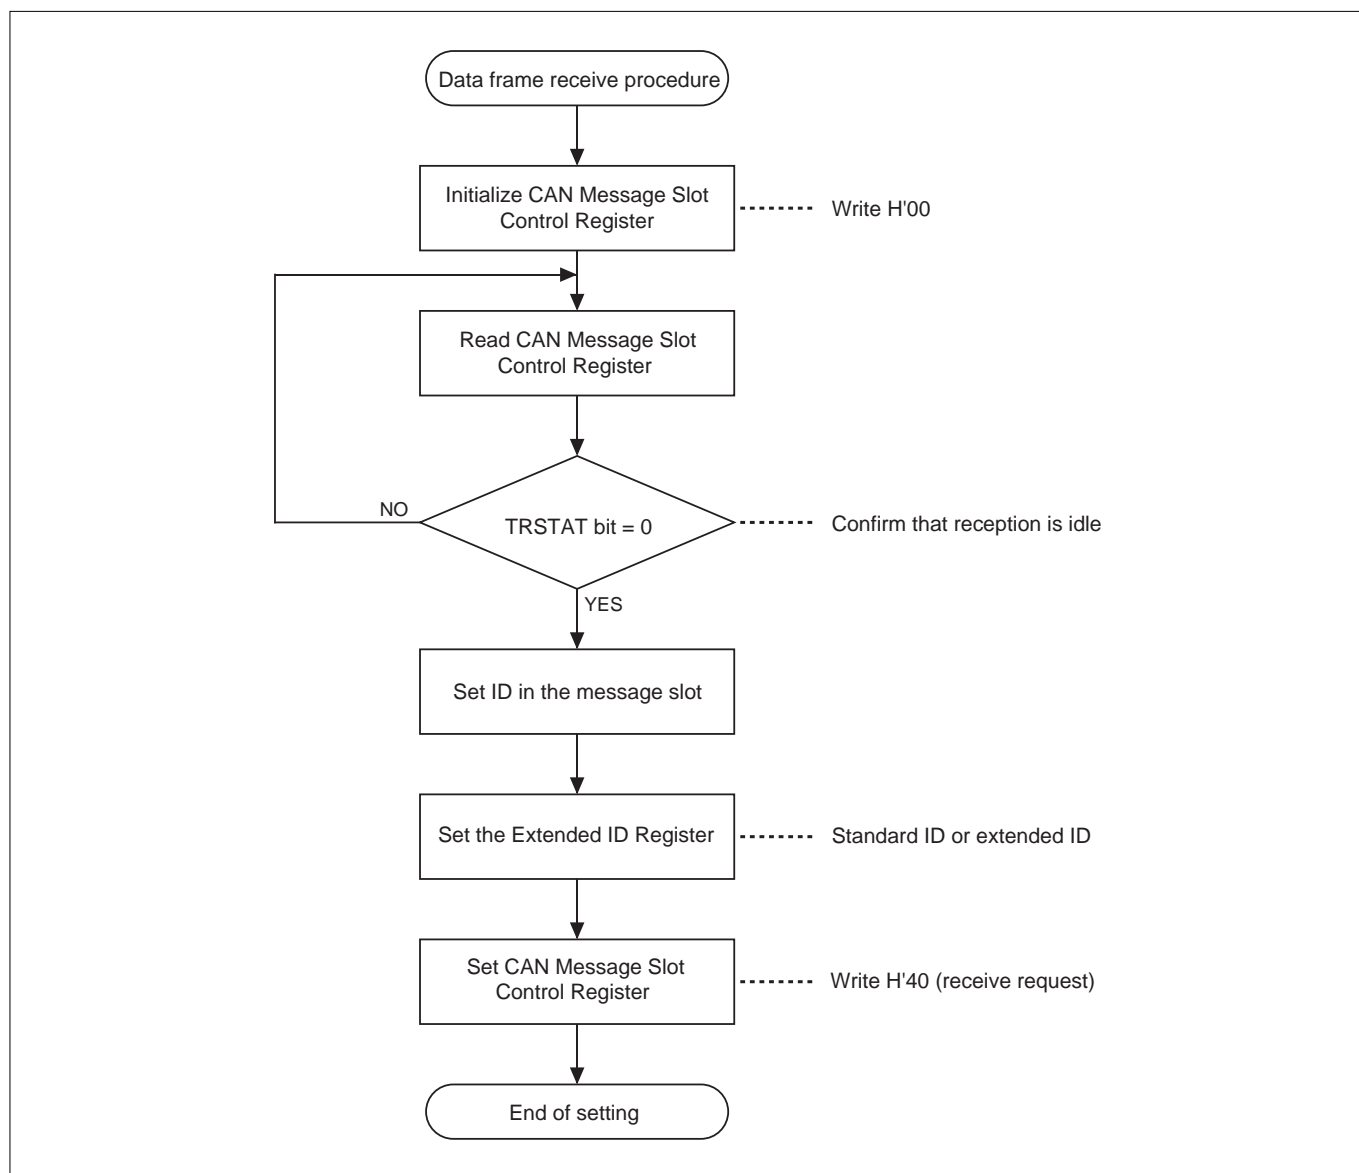 Data frame receive procedure
Initialize CAN Message Slot
Control Register
Write H'00
Read CAN Message Slot
Control Register
NO
TRSTAT bit = 0
Confirm that reception is idle
YES
Set ID in the message slot
Set the Extended ID Register
Standard ID or extended ID
Set CAN Message Slot
Control Register
Write H'40 (receive request)
End of setting